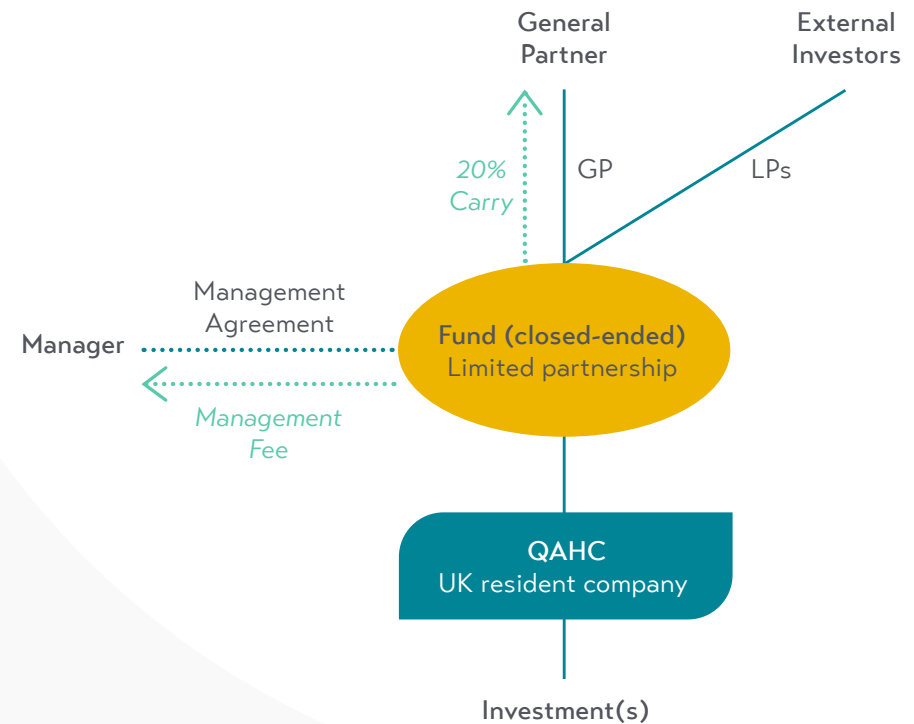 General
Partner
External
Investors
20%
Carry
GP
LPs
Management
Agreement
Manager
Fund (closed-ended)
Limited partnership
Management
Fee
QAHC
UK resident company
Investment(s)